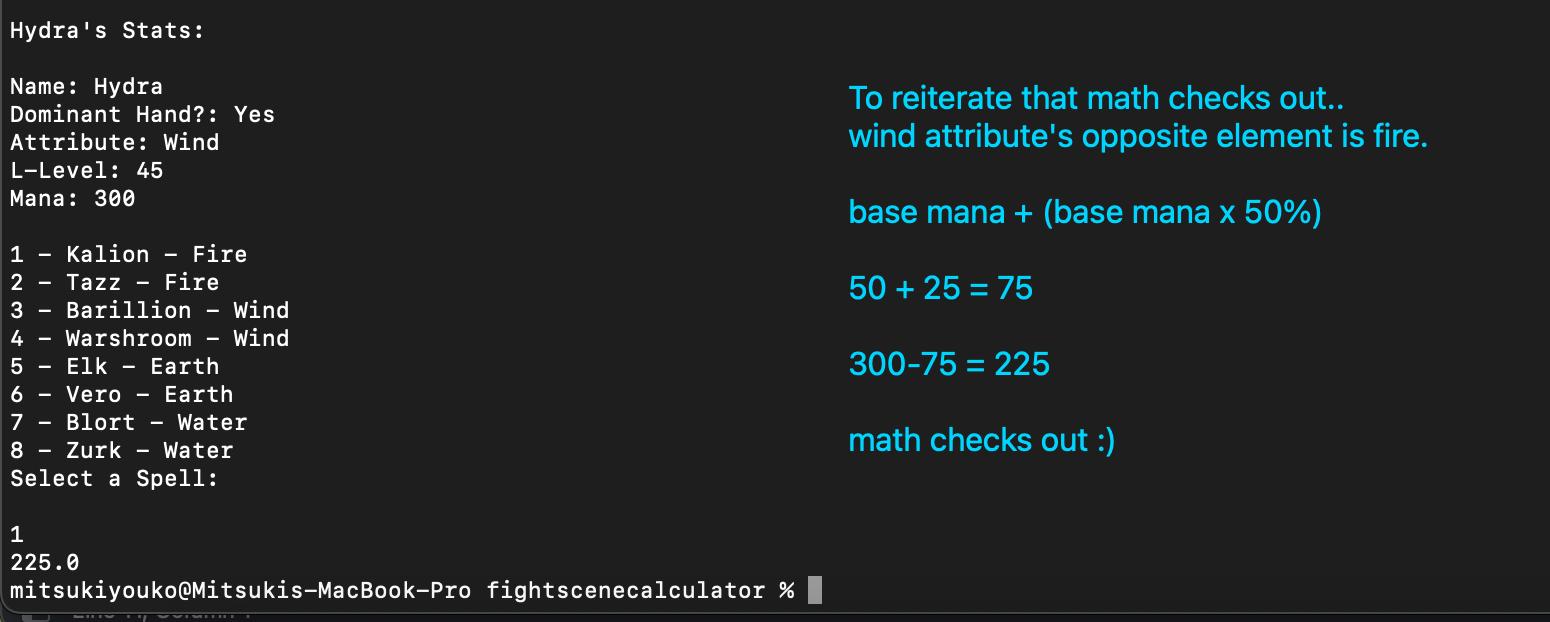 Hydra's Stats:
Name: Hydra
Dominant Hand?: Yes
Attribute: Wind
L-Level: 45
Mana: 300
1 - Kalion - Fire
2 - Tazz - Fire
3 - Barillion - Wind
4 - Warshroom - Wind
5 - Elk - Earth
6 - Vero - Earth
7 - Blort - Water
8 - Zurk - Water
Select a Spell:
1
225.0
mitsukiyouko@Mitsukis-MacBook-Pro fightscenecalculator %
To reiterate that math checks out..
wind attribute's opposite element is fire.
base mana + (base mana x 50%)
50 + 25 = 75
300-75 = 225
math checks out :)